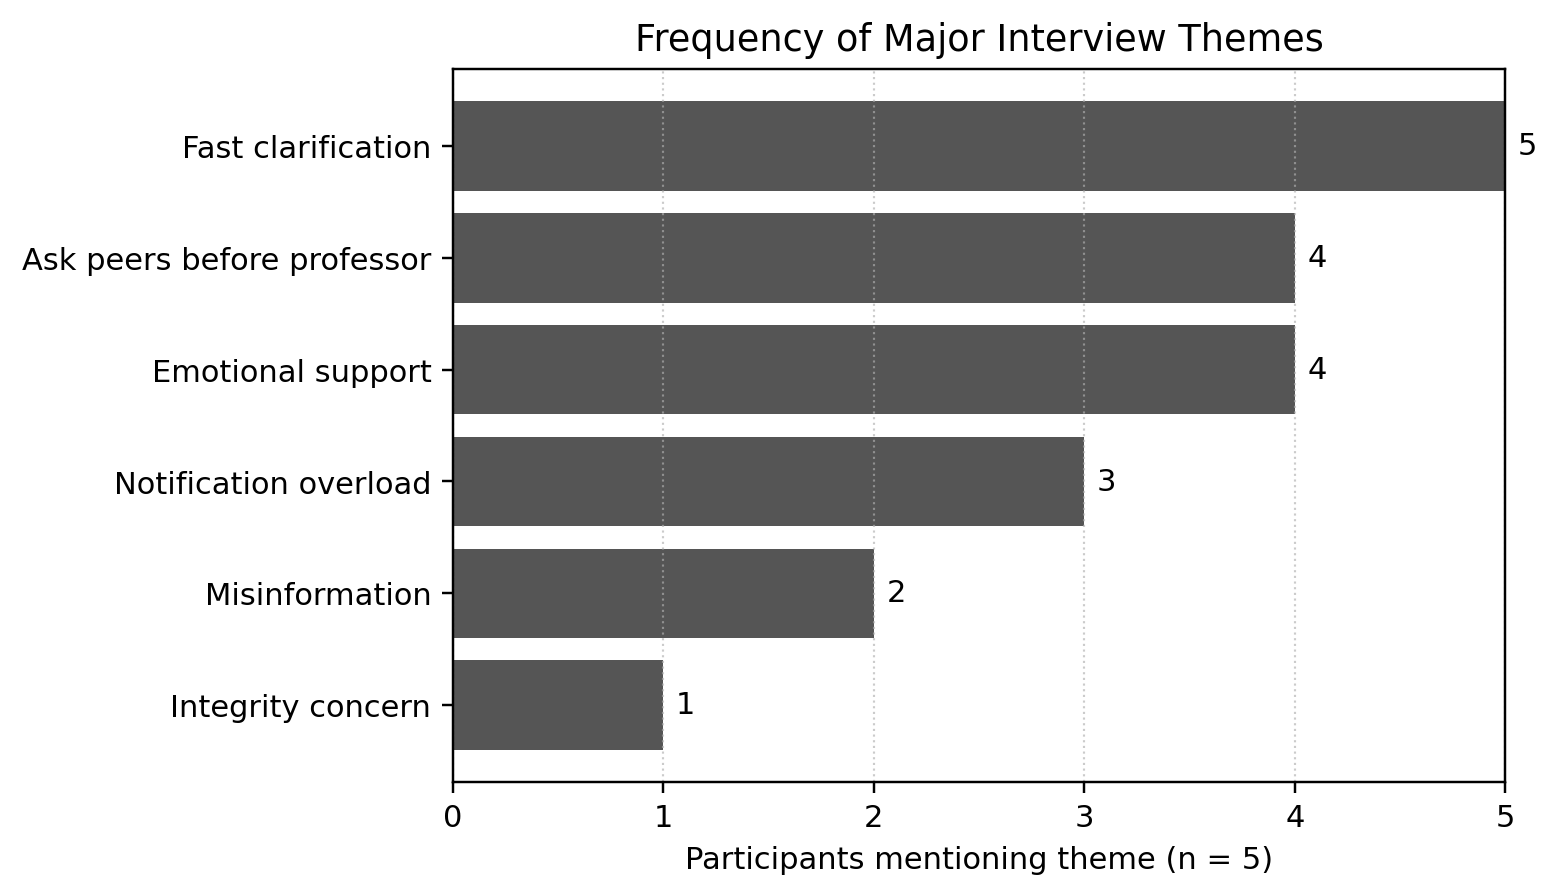 Frequency of Major Interview Themes
Fast clarification 5
Ask peers before professor 4
Emotional support 4
Notification overload 3
Misinformation 2
Integrity concern 1
0 1 2 3 4 5
Participants mentioning theme (n = 5)